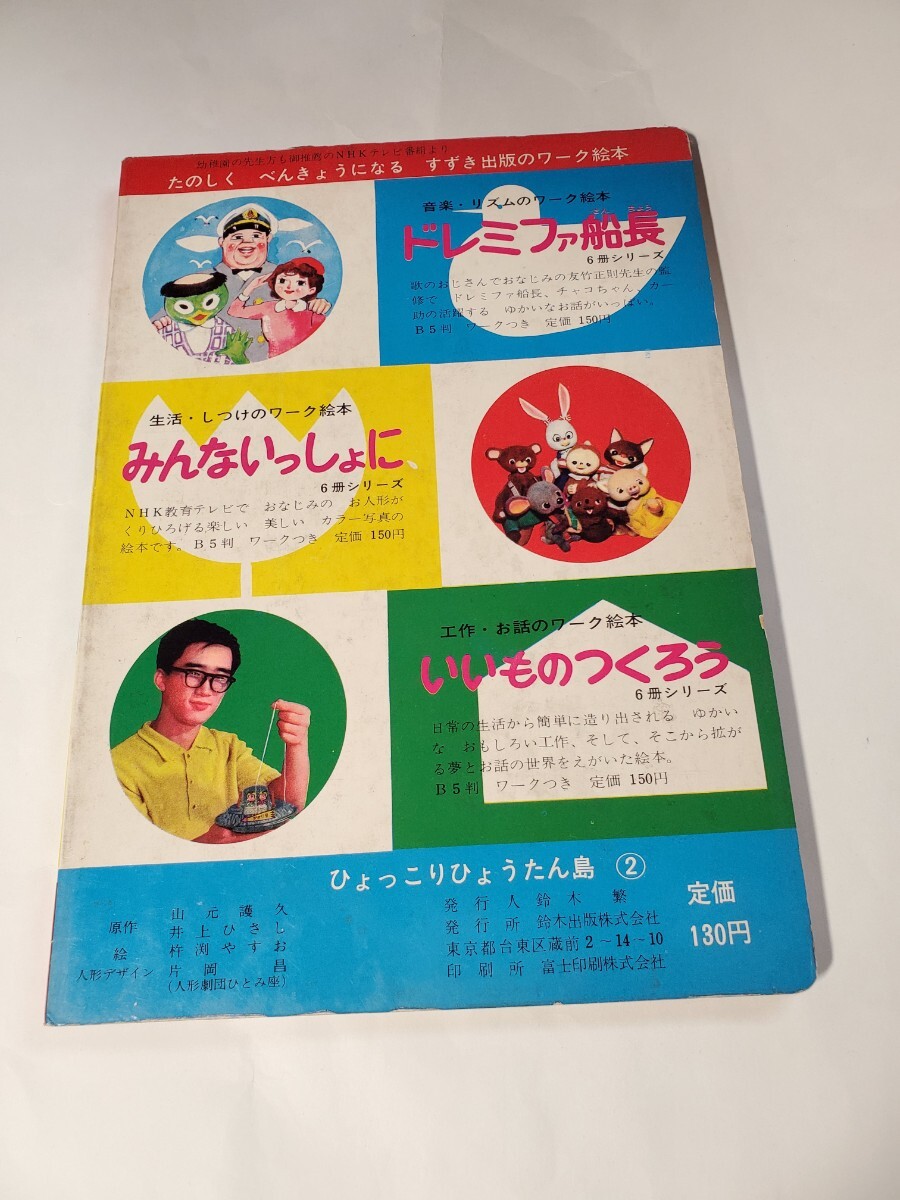 幼稚園の先生方も御推薦のNHKテレビ番組より
たのしく べんきょうになる すずき出版のワーク絵本
音楽・リズムのワーク絵本
ドレミファ船長
6冊シリーズ
歌のおじさんでおなじみの友竹正則先生の監
修で ドレミファ船長、チャコちゃん、ガー
助の活躍する ゆかいなお話がいっぱい。
B5判 ワークつき 定価 150円
生活・しつけのワーク絵本
みんないっしょに、
6冊シリーズ
NHK教育テレビで おなじみの お人形が
くりひろげる楽しい 美しい カラー写真の
絵本です。B5判 ワークつき 定価 150円
工作・お話のワーク絵本
いいものつくろう
6冊シリーズ
日常の生活から簡単に造り出される ゆかい
な おもしろい工作、そして、そこから拡が
る夢とお話の世界をえがいた絵本。
B5判 ワークつき 定価 150円
ひょっこりひょうたん島 ②
原作 山元護久
井上ひさし
絵 杵渕やすお
人形デザイン 片岡昌
(人形劇団ひとみ座)
発行人 鈴木繁
発行所 鈴木出版株式会社
東京都台東区蔵前2～14～10
印刷所 富士印刷株式会社
定価
130円